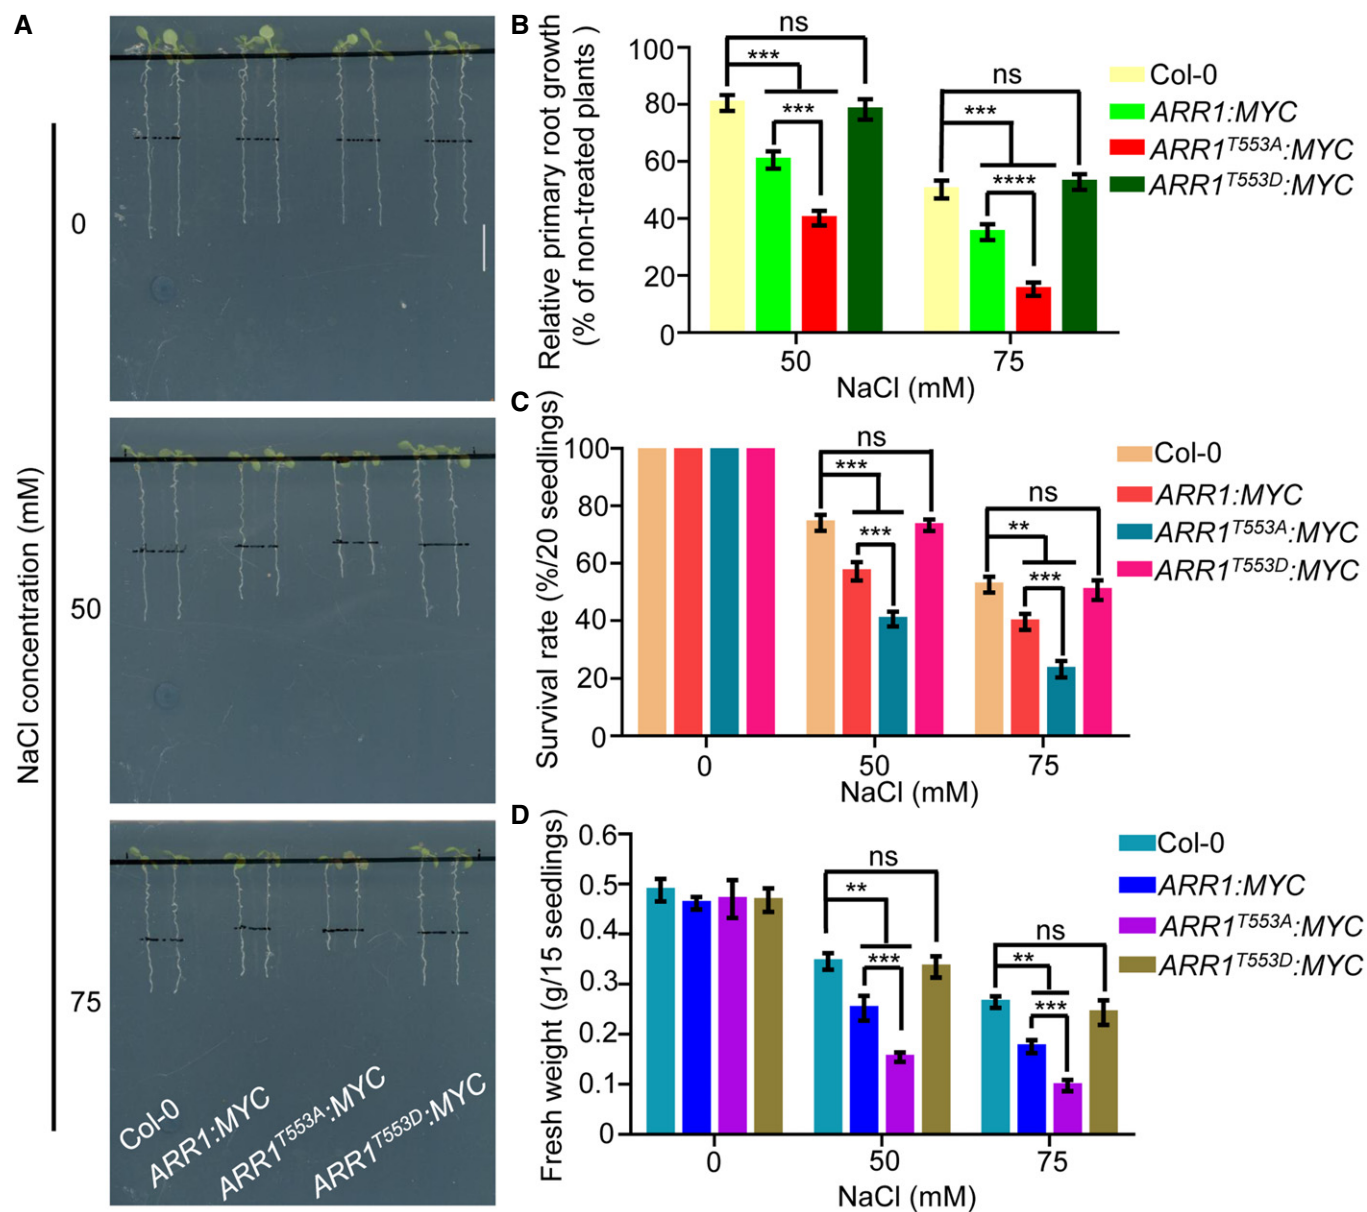 A
NaCl concentration (mM)
0
50
75
Col-0
ARR1:MYC
ARR1T553A:MYC
ARR1T553D:MYC
B
Relative primary root growth
(% of non-treated plants )
100
80
60
40
20
0
ns
***
***
ns
***
****
50
75
NaCl (mM)
Col-0
ARR1:MYC
ARR1T553A:MYC
ARR1T553D:MYC
C
Survival rate (%/20 seedlings)
100
80
60
40
20
0
ns
***
***
ns
**
***
0
50
75
NaCl (mM)
Col-0
ARR1:MYC
ARR1T553A:MYC
ARR1T553D:MYC
D
Fresh weight (g/15 seedlings)
0.6
0.5
0.4
0.3
0.2
0.1
0
ns
**
***
ns
**
***
0
50
75
NaCl (mM)
Col-0
ARR1:MYC
ARR1T553A:MYC
ARR1T553D:MYC